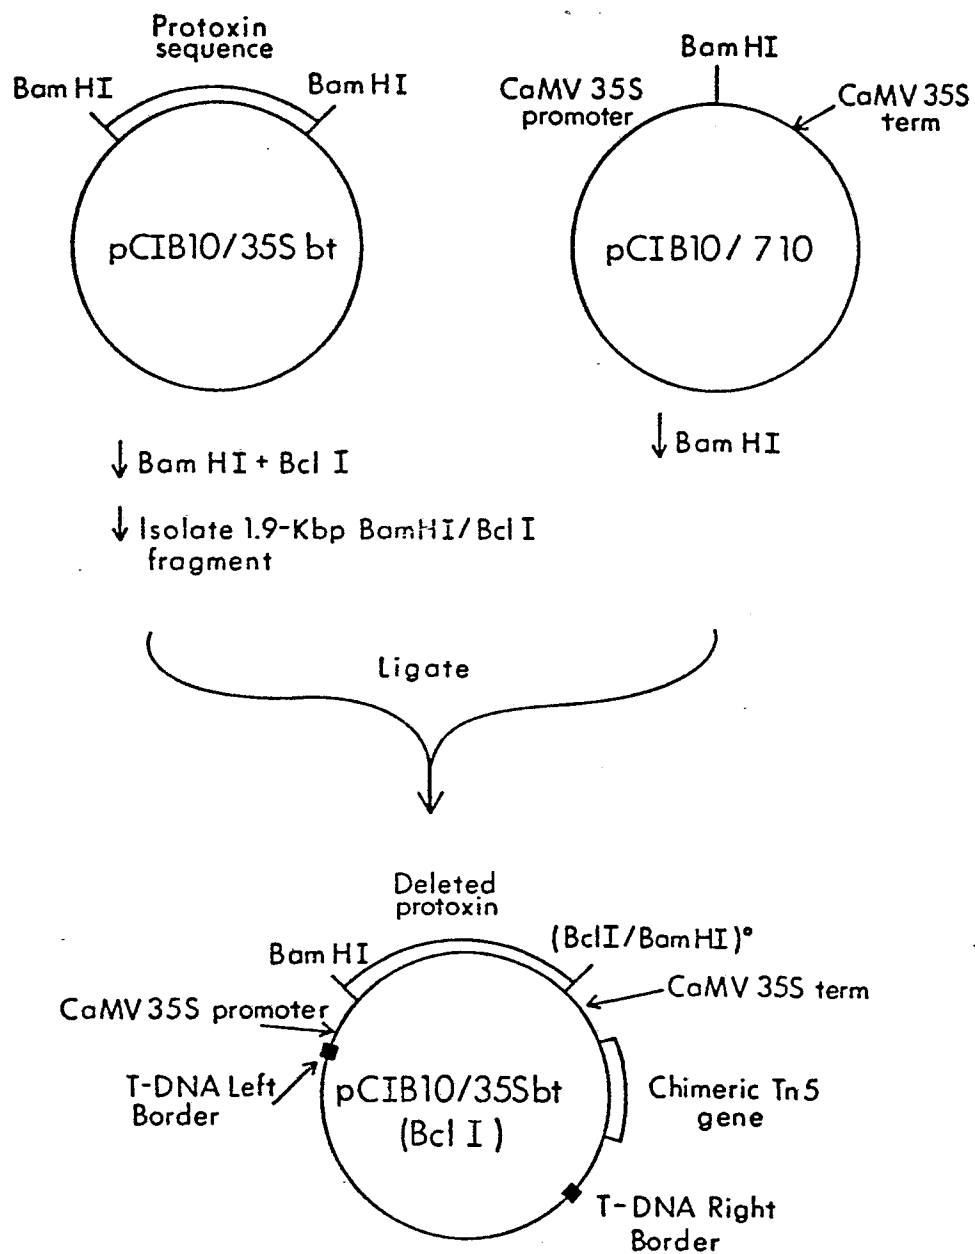 Protoxin
sequence
Bam HI
Bam HI
pCIB10/35S bt
Bam HI
CaMV 35S
promoter
CaMV 35S
term
pCIB10/ 710
Bam HI + Bcl I
Isolate 1.9-Kbp BamHI/Bcl I
fragment
Bam HI
Ligate
Deleted
protoxin
Bam HI
(BclI/BamHI)°
CaMV 35S promoter
CaMV 35S term
T-DNA Left
Border
pCIB10/35Sbt
(Bcl I)
Chimeric Tn5
gene
T-DNA Right
Border